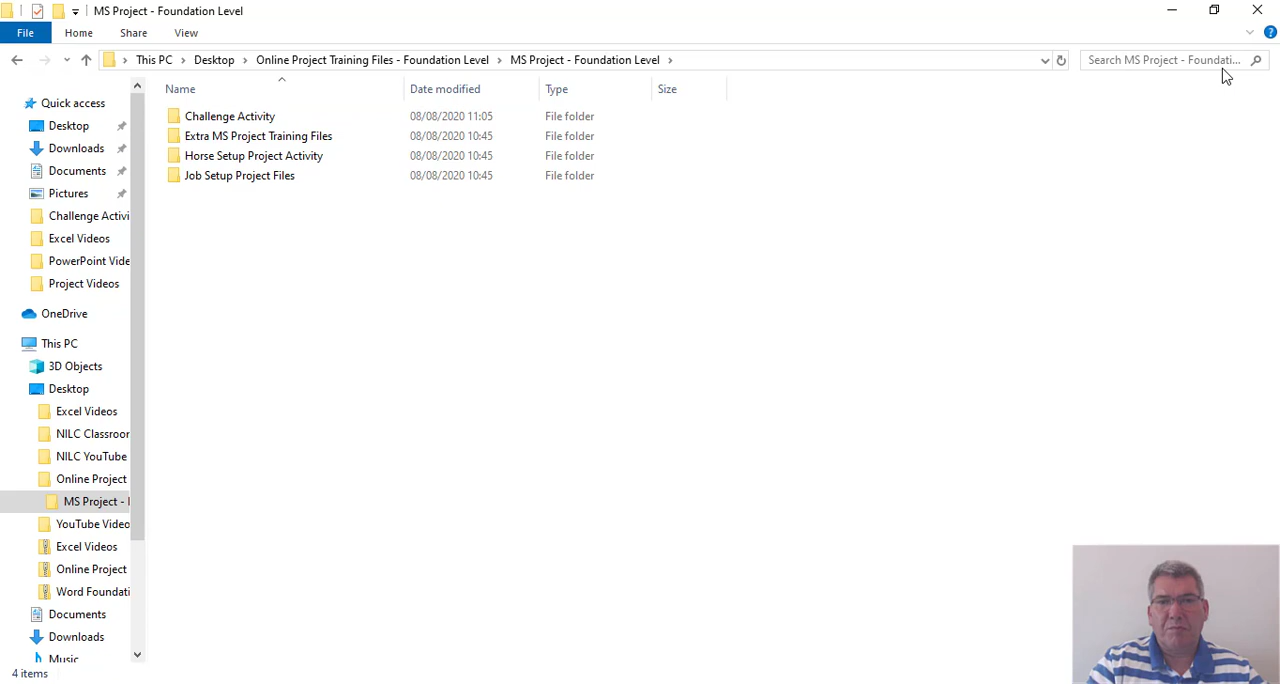 MS Project - Foundation Level
File Home Share View
This PC Desktop Online Project Training Files - Foundation Level MS Project - Foundation Level
Search MS Project - Foundati...
Name Date modified Type Size
Challenge Activity 08/08/2020 11:05 File folder
Extra MS Project Training Files 08/08/2020 10:45 File folder
Horse Setup Project Activity 08/08/2020 10:45 File folder
Job Setup Project Files 08/08/2020 10:45 File folder
Quick access
Desktop
Downloads
Documents
Pictures
Challenge Activi
Excel Videos
PowerPoint Vide
Project Videos
OneDrive
This PC
3D Objects
Desktop
Excel Videos
NILC Classroor
NILC YouTube
Online Project
MS Project - I
YouTube Video
Excel Videos
Online Project
Word Foundati
Documents
Downloads
Music
4 items